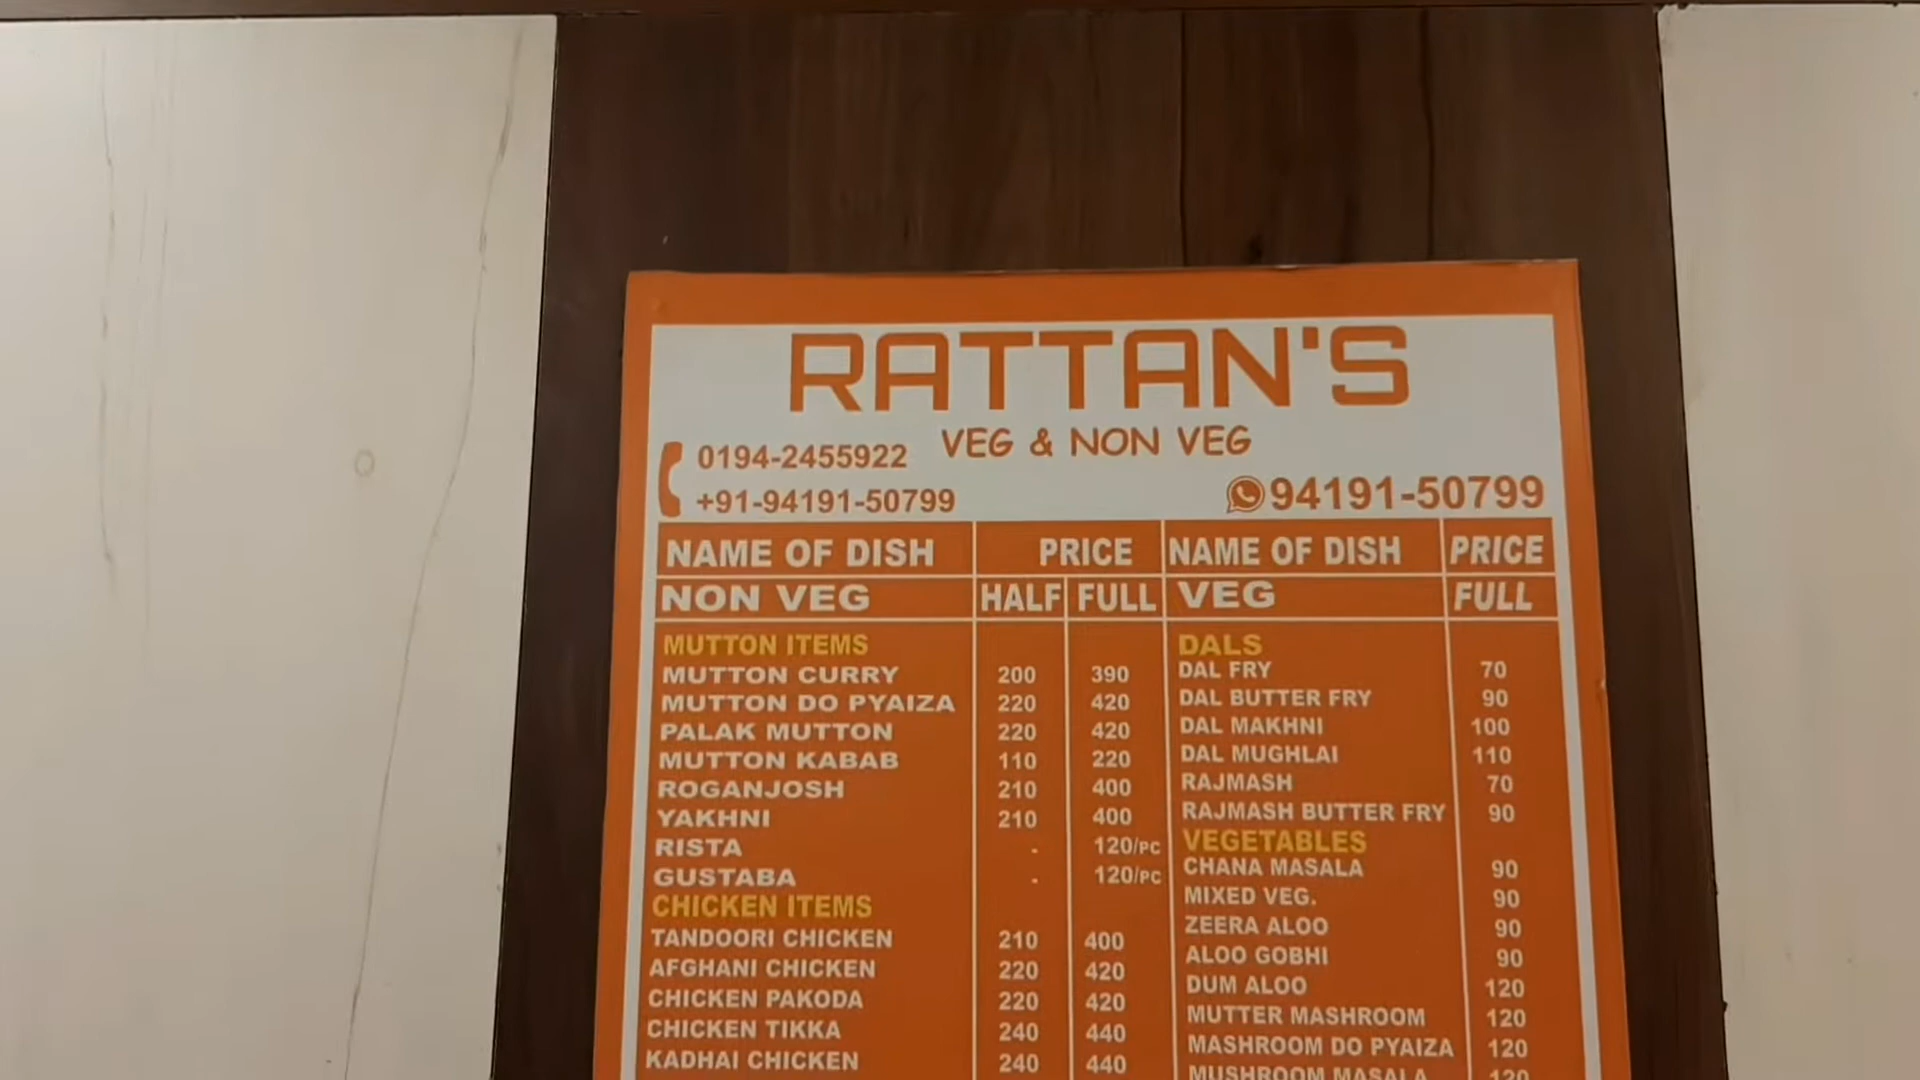 RATTAN'S
VEG & NON VEG
0194-2455922
+91-94191-50799
94191-50799
NAME OF DISH PRICE NAME OF DISH PRICE
NON VEG HALF FULL VEG FULL
MUTTON ITEMS DALS
MUTTON CURRY 200 390 DAL FRY 70
MUTTON DO PYAIZA 220 420 DAL BUTTER FRY 90
PALAK MUTTON 220 420 DAL MAKHNI 100
MUTTON KABAB 110 220 DAL MUGHLAI 110
ROGANJOSH 210 400 RAJMASH 70
YAKHNI 210 400 RAJMASH BUTTER FRY 90
RISTA - 120/PC VEGETABLES
GUSTABA - 120/PC CHANA MASALA 90
CHICKEN ITEMS MIXED VEG. 90
TANDOORI CHICKEN 210 400 ZEERA ALOO 90
AFGHANI CHICKEN 220 420 ALOO GOBHI 90
CHICKEN PAKODA 220 420 DUM ALOO 120
CHICKEN TIKKA 240 440 MUTTER MASHROOM 120
KADHAI CHICKEN 240 440 MASHROOM DO PYAIZA 120
MUSHROOM MASALA 120